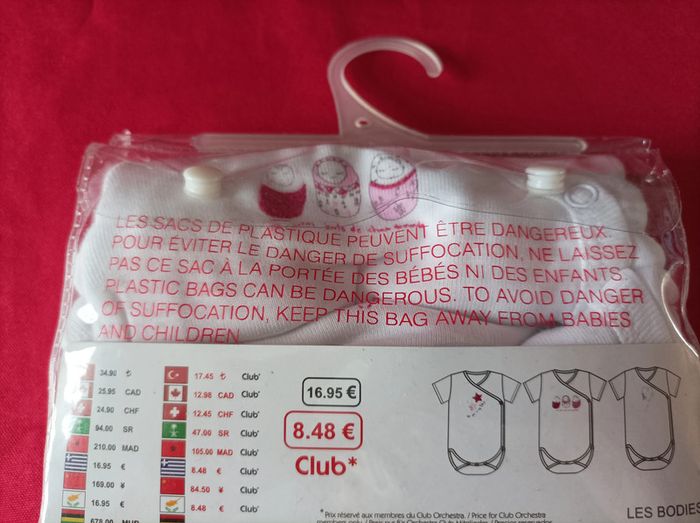 LES SACS DE PLASTIQUE PEUVENT ÊTRE DANGEREUX.
POUR ÉVITER LE DANGER DE SUFFOCATION, NE LAISSEZ
PAS CE SAC À LA PORTÉE DES BÉBÉS NI DES ENFANTS.
PLASTIC BAGS CAN BE DANGEROUS. TO AVOID DANGER
OF SUFFOCATION, KEEP THIS BAG AWAY FROM BABIES
AND CHILDREN
34.90 ₺ 17.45 ₺ Club*
25.95 CAD 12.98 CAD Club*
24.90 CHF 12.45 CHF Club*
94.00 SR 47.00 SR Club*
210.00 MAD 105.00 MAD Club*
16.95 € 8.48 € Club*
169.00 ¥ 84.50 ¥ Club*
16.95 € 8.48 € Club*
678.00 MUR
16.95 €
8.48 €
Club*
*Prix réservé aux membres du Club Orchestra. / Price for Club Orchestra
members only.
LES BODIES